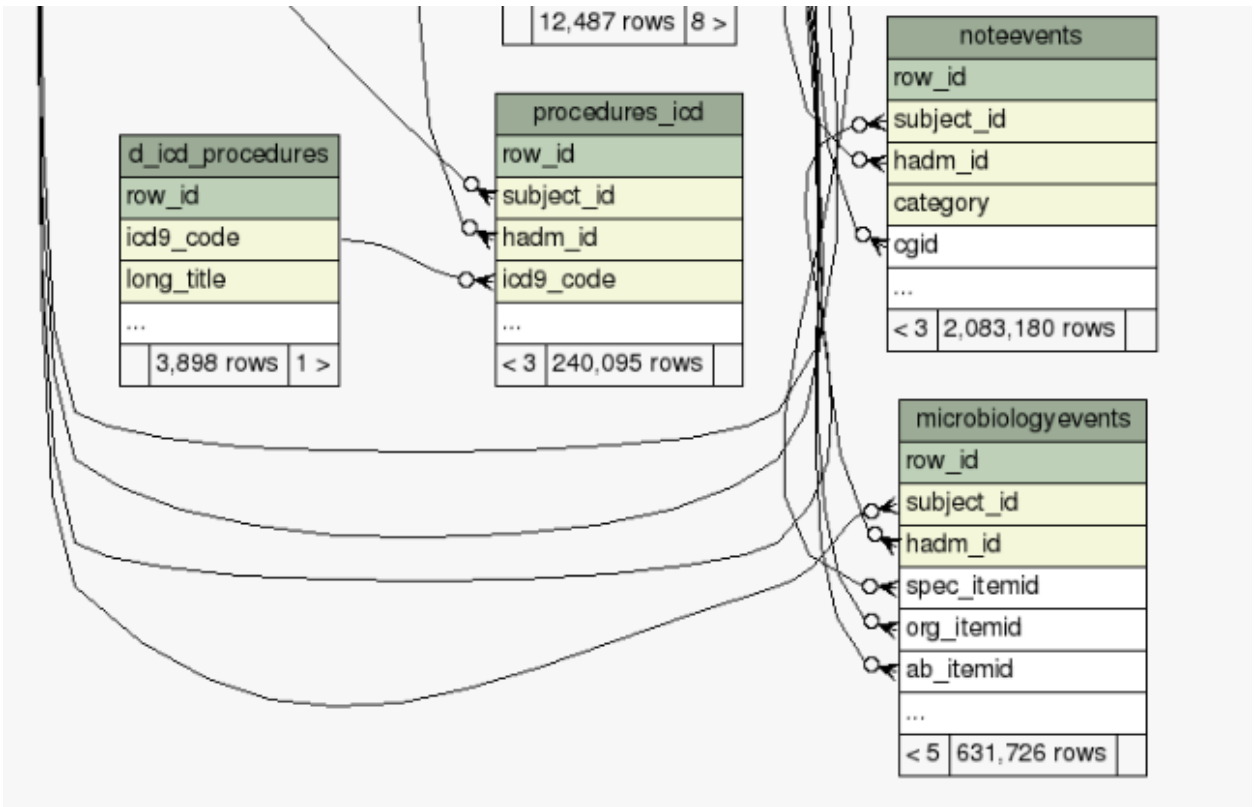 12,487 rows 8 >
noteevents
row_id
subject_id
hadm_id
category
cgid
...
< 3 2,083,180 rows
procedures_icd
row_id
subject_id
hadm_id
icd9_code
...
< 3 240,095 rows
d_icd_procedures
row_id
icd9_code
long_title
...
3,898 rows 1 >
microbiologyevents
row_id
subject_id
hadm_id
spec_itemid
org_itemid
ab_itemid
...
< 5 631,726 rows